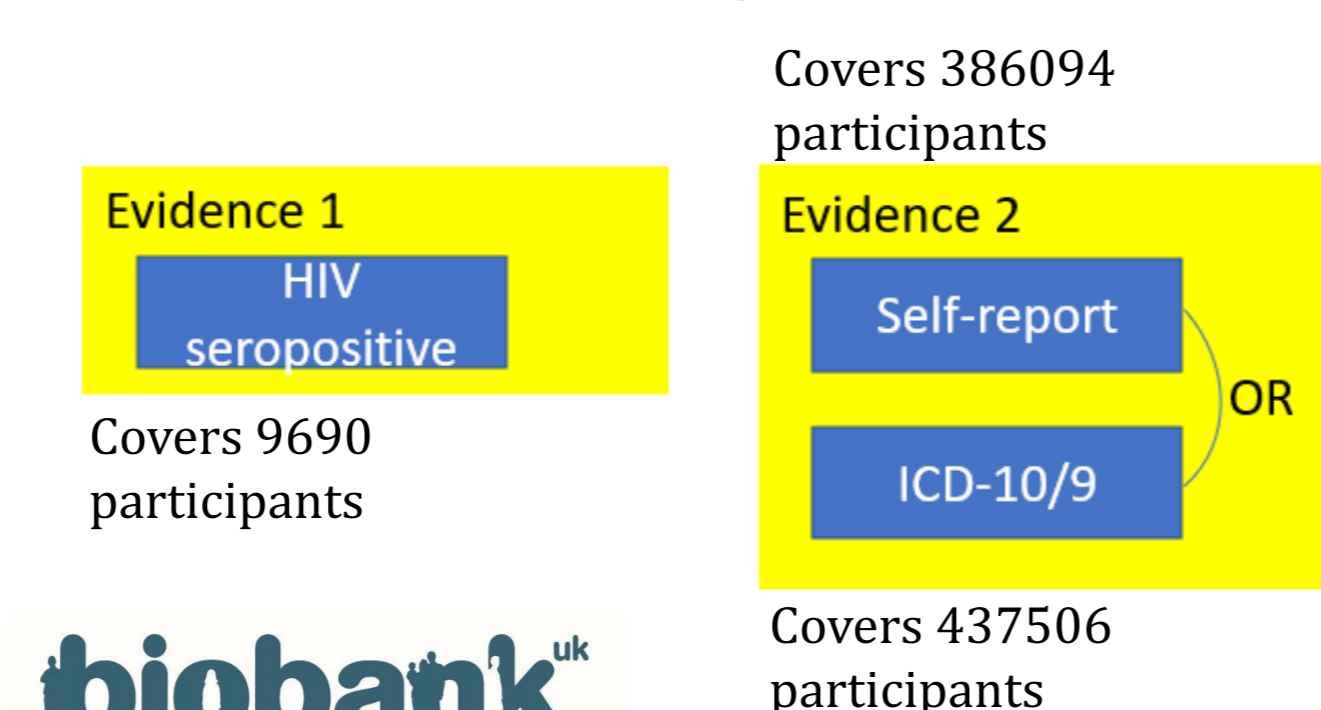 Covers 386094
participants
Evidence 1
HIV
seropositive
Covers 9690
participants
Evidence 2
Self-report
OR
ICD-10/9
Covers 437506
participants
biobank uk